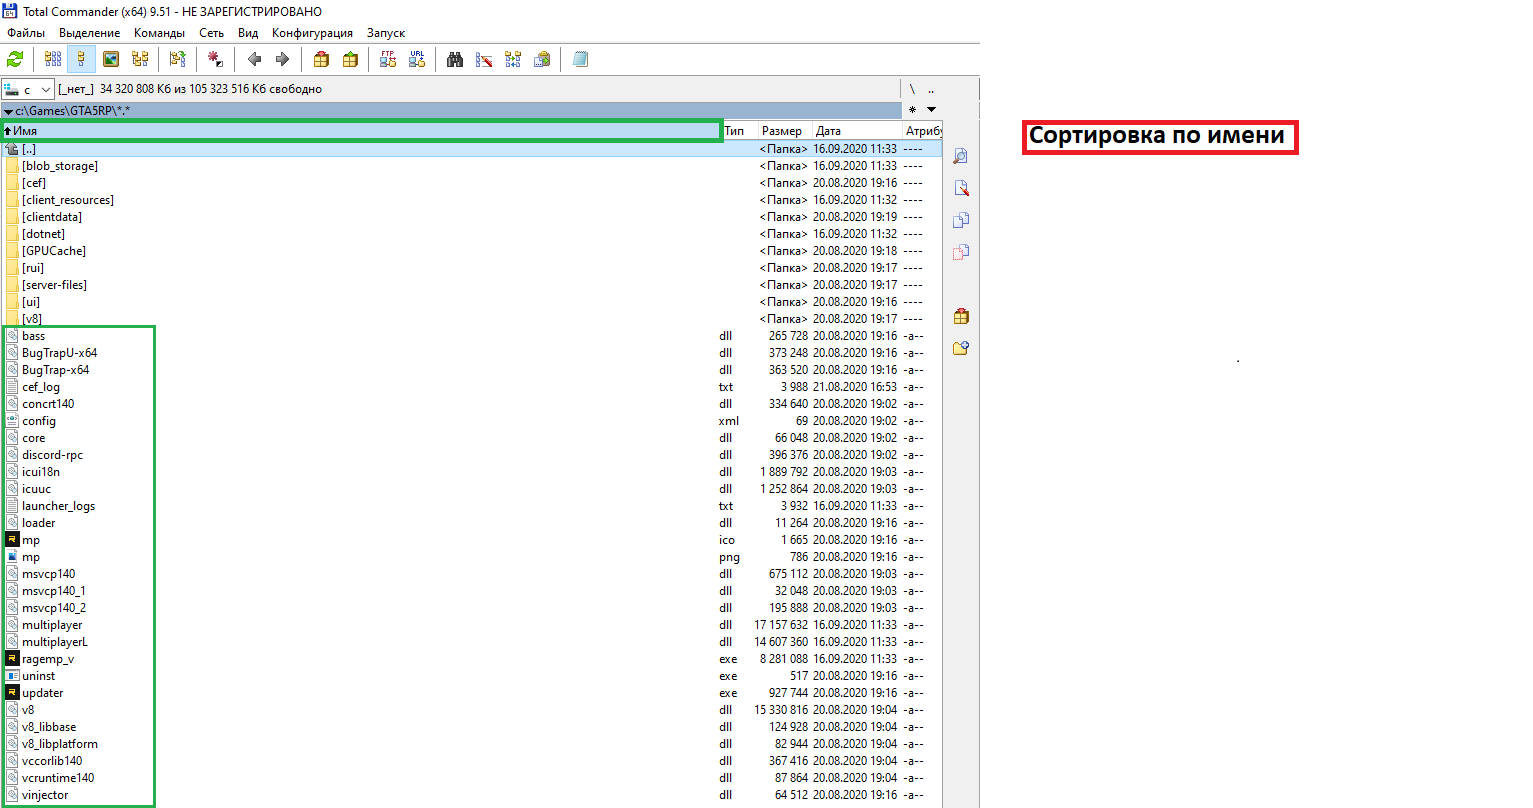 Total Commander (x64) 9.51 - НЕ ЗАРЕГИСТРИРОВАНО
Файлы Выделение Команды Сеть Вид Конфигурация Запуск
FTP URL
c [_нет_] 34 320 808 Кб из 105 323 516 Кб свободно \ ..
c:\Games\GTA5RP\*.* *
Имя Тип Размер Дата Атрибу
Сортировка по имени
[..] <Папка> 16.09.2020 11:33 ----
[blob_storage] <Папка> 16.09.2020 11:33 ----
[cef] <Папка> 20.08.2020 19:16 ----
[client_resources] <Папка> 16.09.2020 11:32 ----
[clientdata] <Папка> 20.08.2020 19:19 ----
[dotnet] <Папка> 16.09.2020 11:32 ----
[GPUCache] <Папка> 20.08.2020 19:18 ----
[rui] <Папка> 20.08.2020 19:17 ----
[server-files] <Папка> 20.08.2020 19:17 ----
[ui] <Папка> 20.08.2020 19:16 ----
[v8] <Папка> 20.08.2020 19:17 ----
bass dll 265 728 20.08.2020 19:16 -a--
BugTrapU-x64 dll 373 248 20.08.2020 19:16 -a--
BugTrap-x64 dll 363 520 20.08.2020 19:16 -a--
cef_log txt 3 988 21.08.2020 16:53 -a--
concrt140 dll 334 640 20.08.2020 19:02 -a--
config xml 69 20.08.2020 19:02 -a--
core dll 66 048 20.08.2020 19:02 -a--
discord-rpc dll 396 376 20.08.2020 19:02 -a--
icui18n dll 1 889 792 20.08.2020 19:03 -a--
icuuc dll 1 252 864 20.08.2020 19:03 -a--
launcher_logs txt 3 932 16.09.2020 11:33 -a--
loader dll 11 264 20.08.2020 19:16 -a--
mp ico 1 665 20.08.2020 19:16 -a--
mp png 786 20.08.2020 19:16 -a--
msvcp140 dll 675 112 20.08.2020 19:03 -a--
msvcp140_1 dll 32 048 20.08.2020 19:03 -a--
msvcp140_2 dll 195 888 20.08.2020 19:03 -a--
multiplayer dll 17 157 632 16.09.2020 11:33 -a--
multiplayerL dll 14 607 360 16.09.2020 11:33 -a--
ragemp_v exe 8 281 088 16.09.2020 11:33 -a--
uninst exe 517 20.08.2020 19:16 -a--
updater exe 927 744 20.08.2020 19:16 -a--
v8 dll 15 330 816 20.08.2020 19:04 -a--
v8_libbase dll 124 928 20.08.2020 19:04 -a--
v8_libplatform dll 82 944 20.08.2020 19:04 -a--
vccorlib140 dll 367 416 20.08.2020 19:04 -a--
vcruntime140 dll 87 864 20.08.2020 19:04 -a--
vinjector dll 64 512 20.08.2020 19:16 -a--